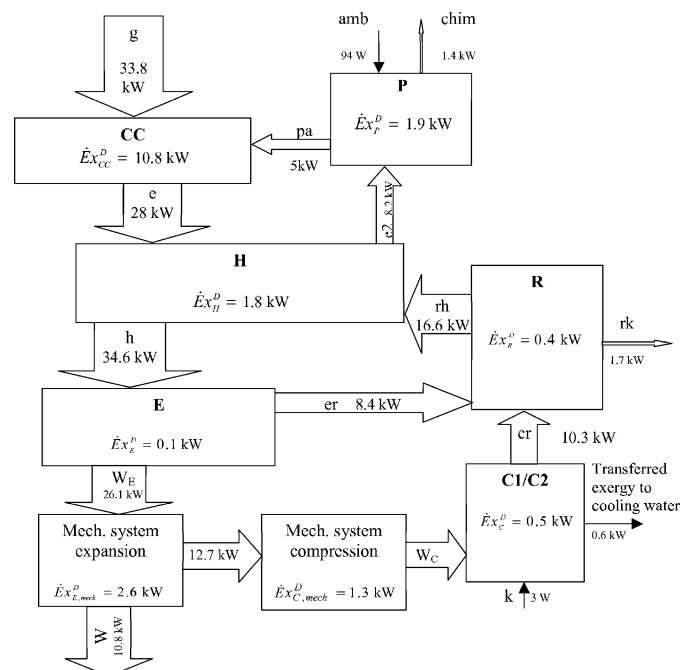 amb
chim
g
94 W
1.4 kW
33.8
kW
P
Ėx_P^D = 1.9 kW
CC
Ėx_CC^D = 10.8 kW
pa
5kW
e
28 kW
e2 8.2 kW
H
Ėx_H^D = 1.8 kW
R
Ėx_R^D = 0.4 kW
rh
16.6 kW
rk
1.7 kW
h
34.6 kW
E
Ėx_E^D = 0.1 kW
er 8.4 kW
cr 10.3 kW
W_E
26.1 kW
C1/C2
Ėx_C^D = 0.5 kW
Transferred
exergy to
cooling water
0.6 kW
Mech. system
expansion
Ėx_E,mech^D = 2.6 kW
12.7 kW
Mech. system
compression
Ėx_C,mech^D = 1.3 kW
W_C
k 3 W
W
10.8 kW